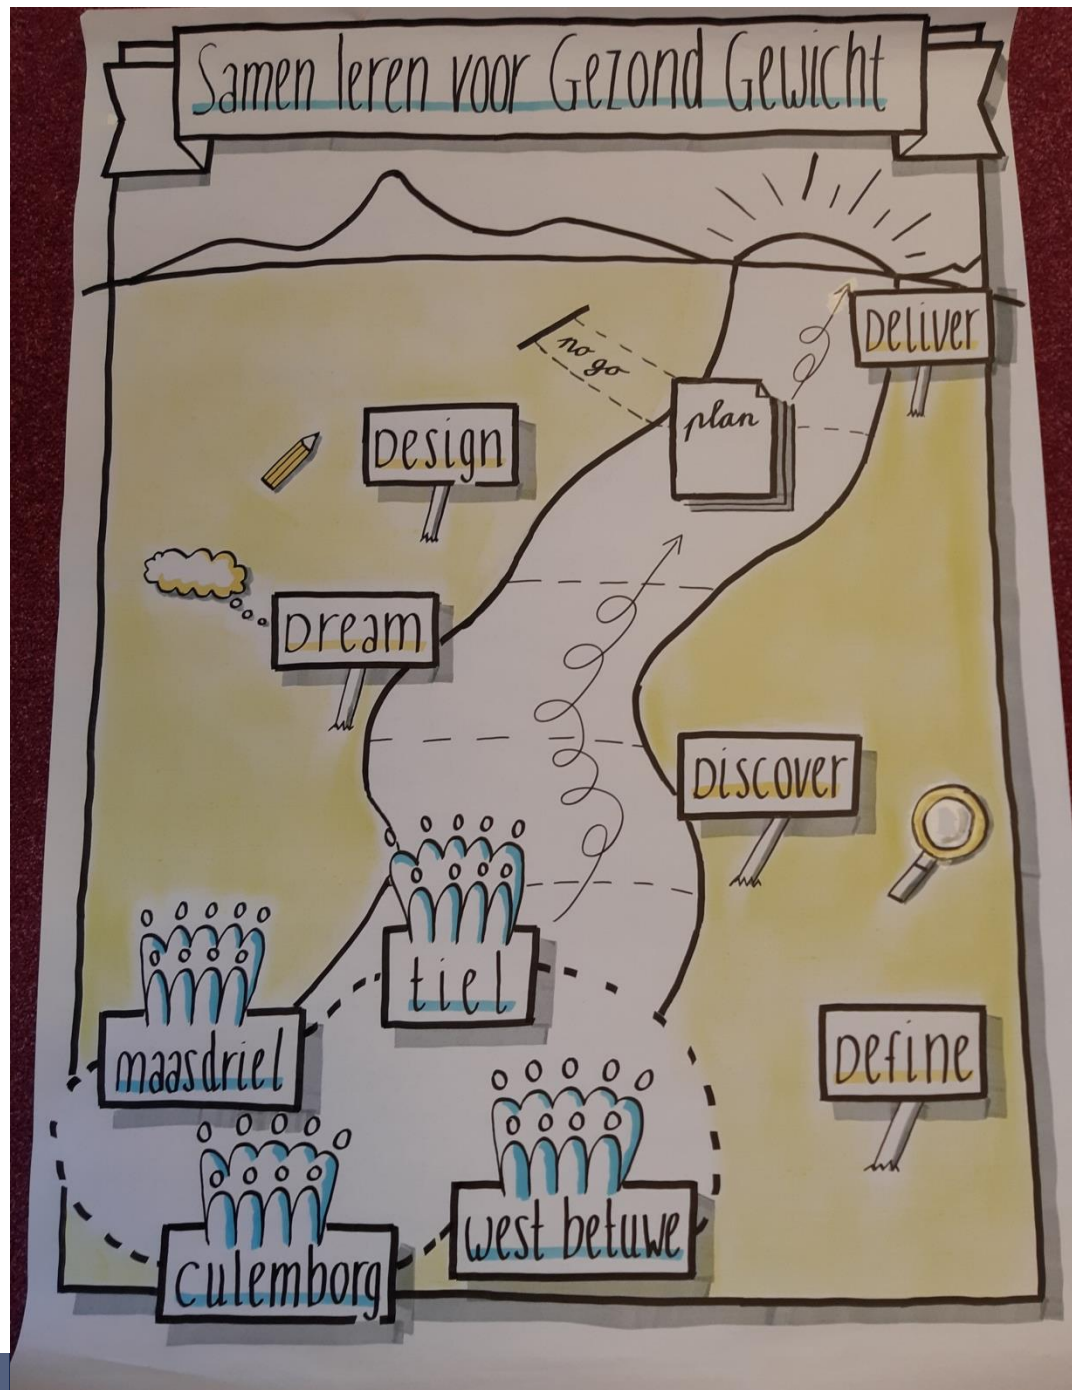 Samen leren voor Gezond Gewicht
Deliver
no go
plan
Design
Dream
Discover
tiel
maasdriel
Define
west betuwe
culemborg